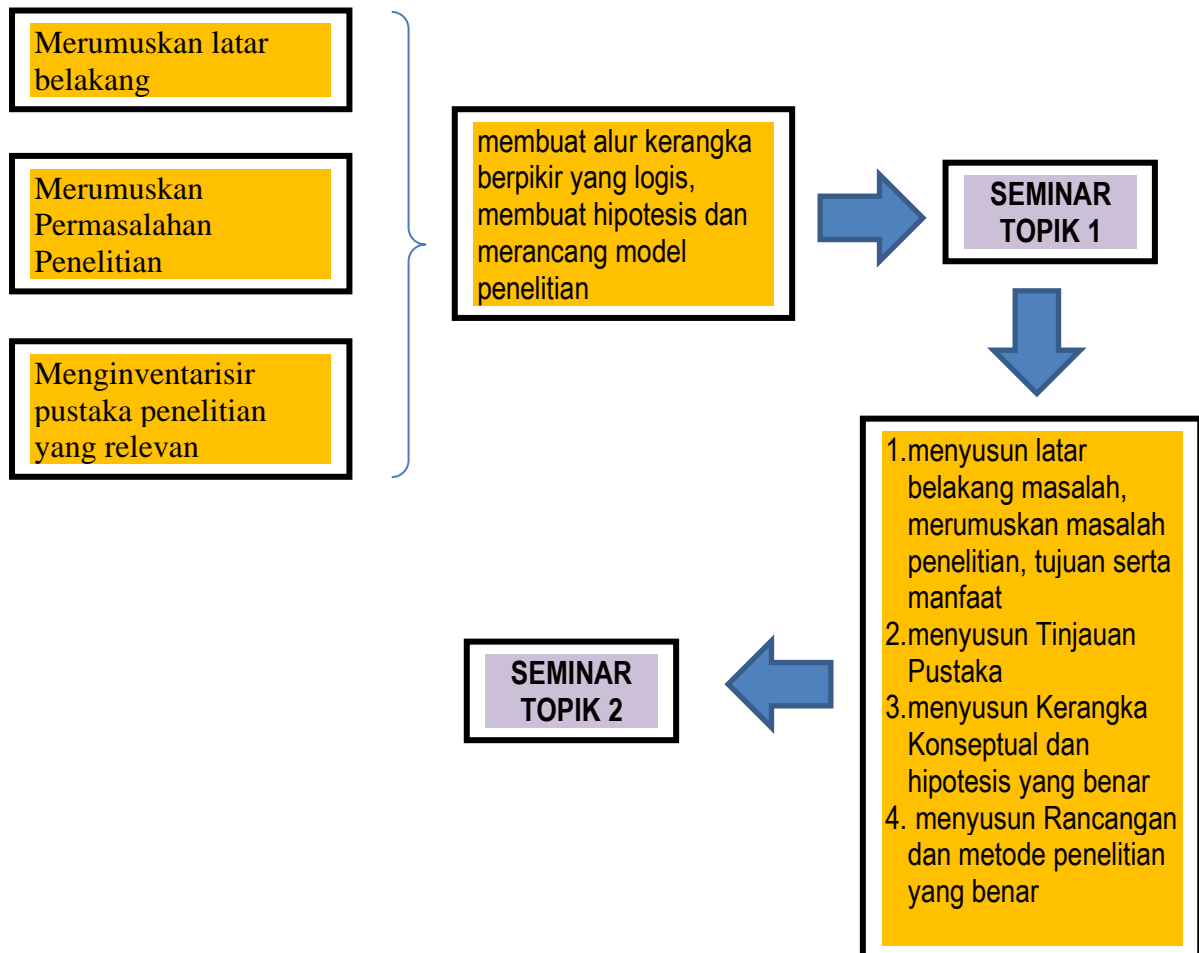 Merumuskan latar
belakang
Merumuskan
Permasalahan
Penelitian
Menginventarisir
pustaka penelitian
yang relevan
membuat alur kerangka
berpikir yang logis,
membuat hipotesis dan
merancang model
penelitian
SEMINAR
TOPIK 1
1.menyusun latar
belakang masalah,
merumuskan masalah
penelitian, tujuan serta
manfaat
2.menyusun Tinjauan
Pustaka
3.menyusun Kerangka
Konseptual dan
hipotesis yang benar
4. menyusun Rancangan
dan metode penelitian
yang benar
SEMINAR
TOPIK 2